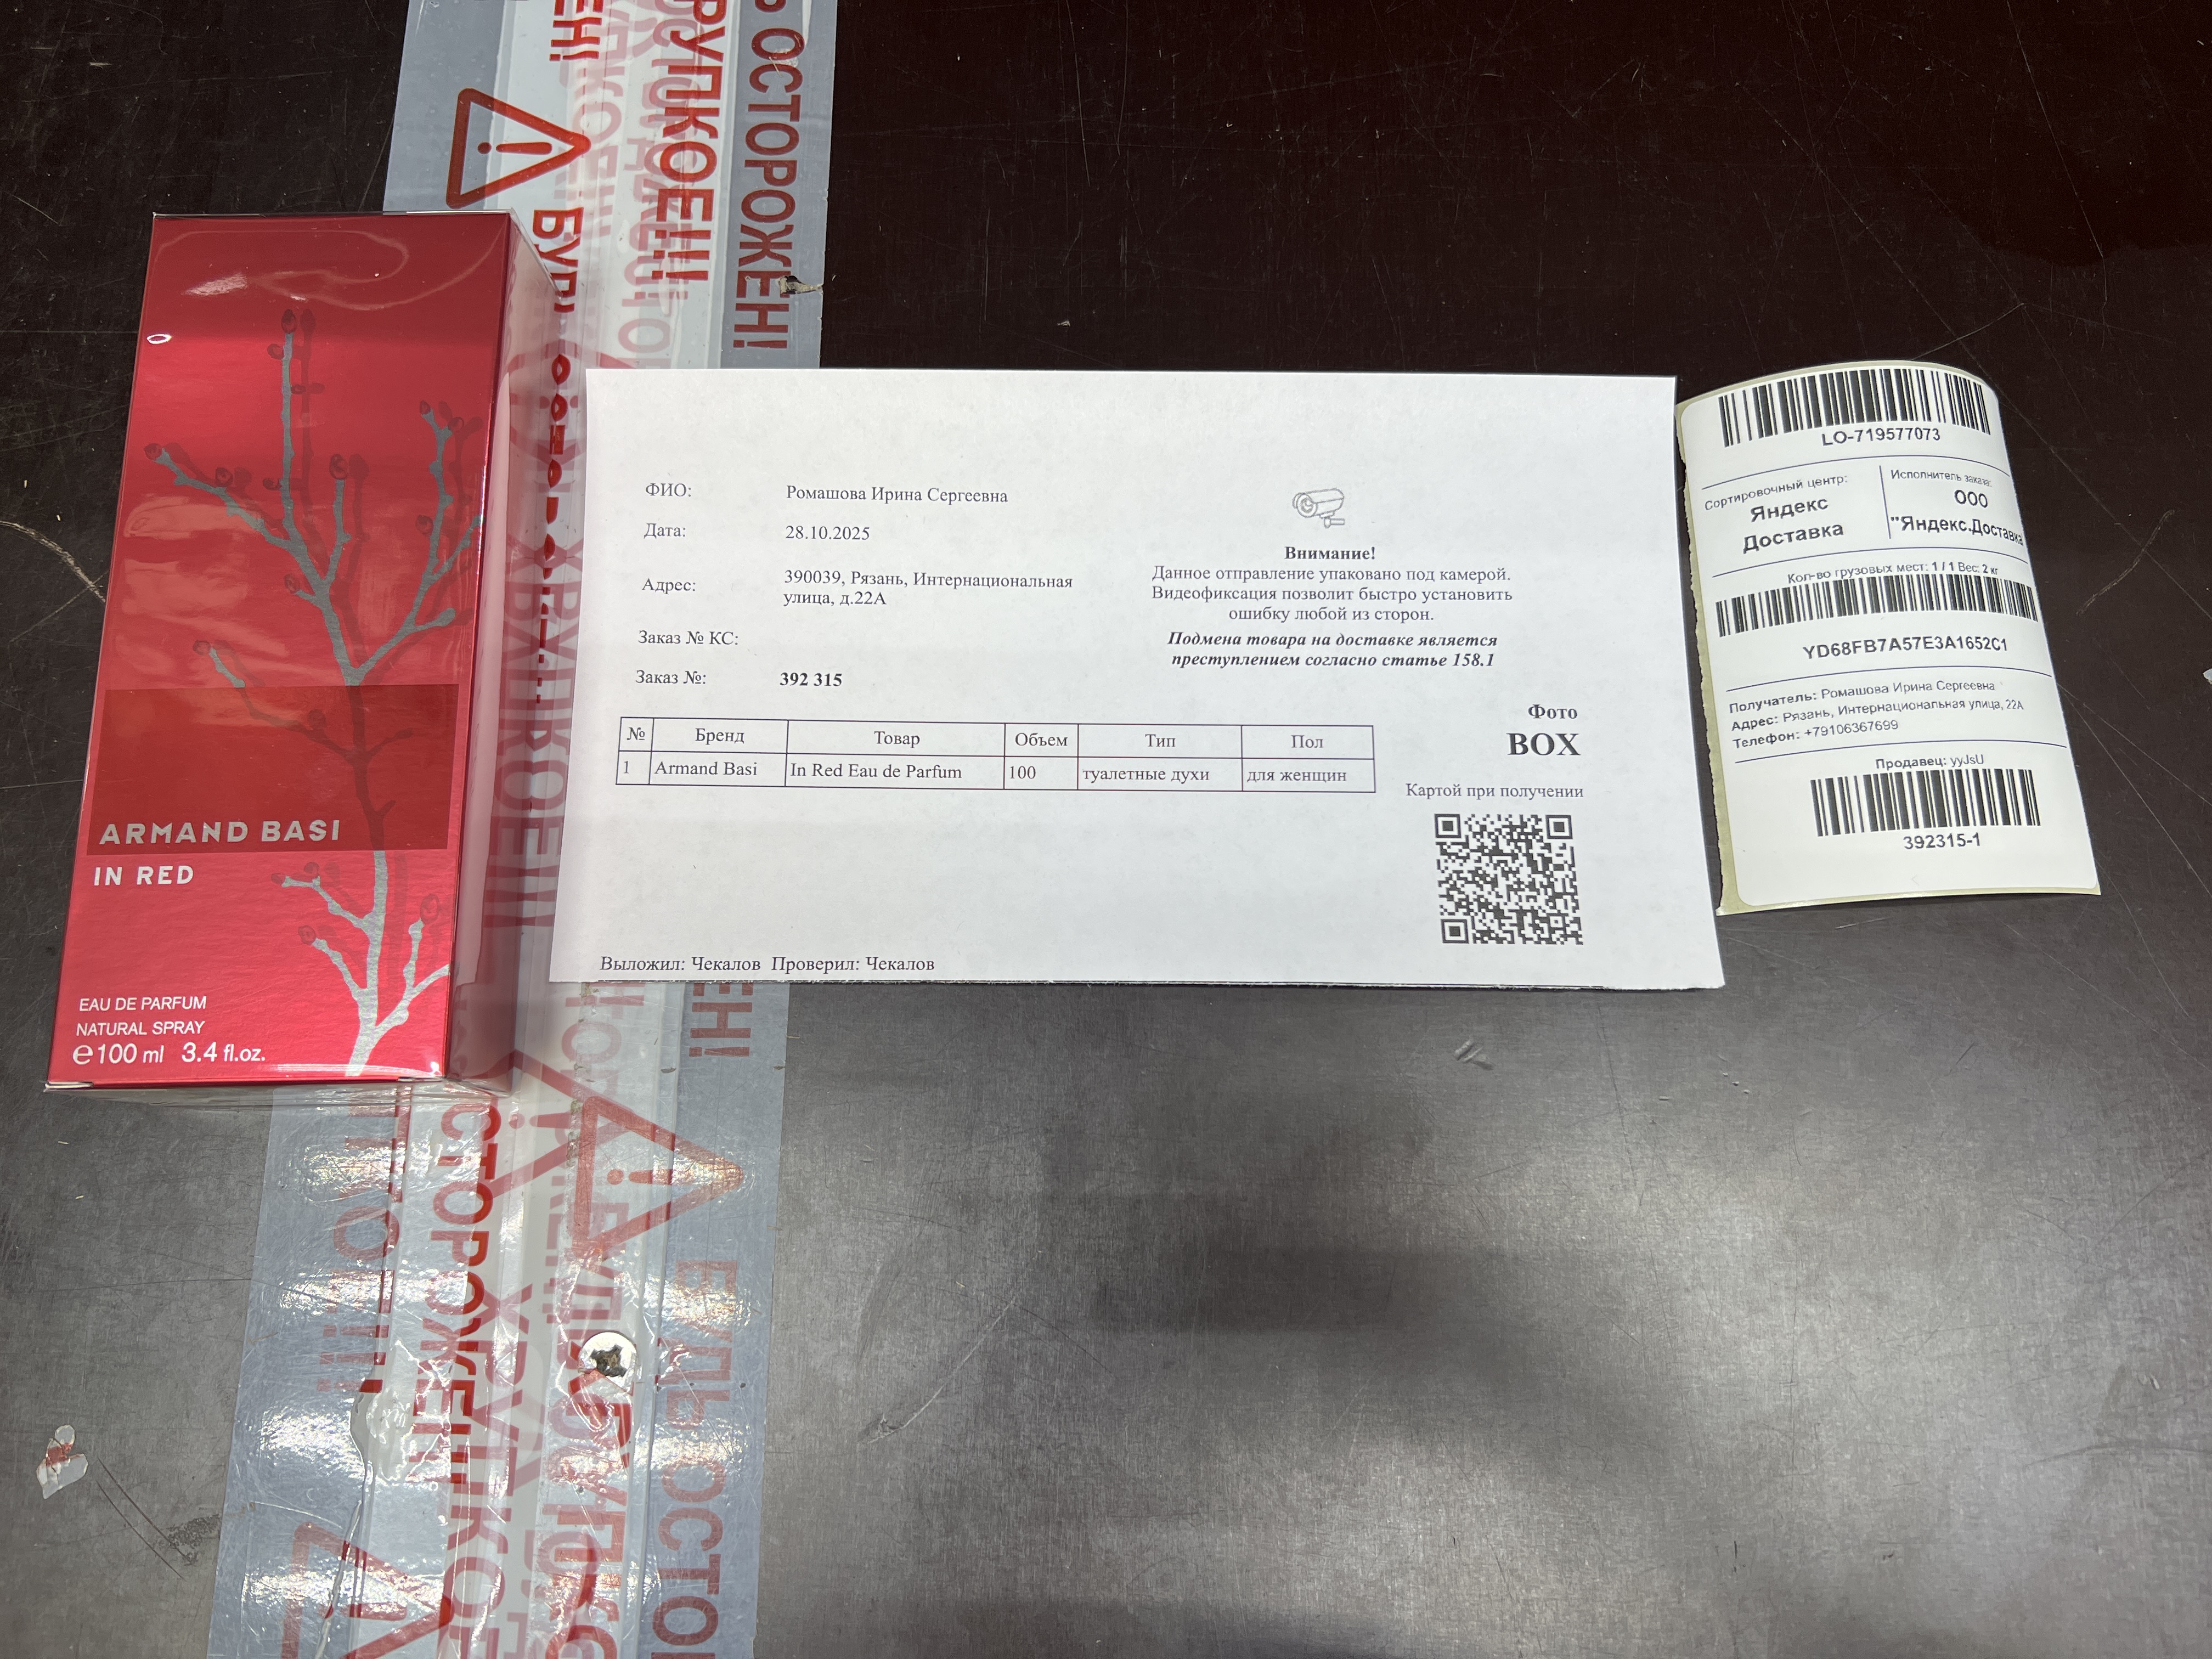 ОСТОРОЖЕН!
ARMAND BASI
IN RED
EAU DE PARFUM
NATURAL SPRAY
e100 ml 3.4 fl.oz.
ФИО: Ромашова Ирина Сергеевна
Дата: 28.10.2025
Адрес: 390039, Рязань, Интернациональная
улица, д.22А
Заказ № КС:
Заказ №: 392 315
Внимание!
Данное отправление упаковано под камерой.
Видеофиксация позволит быстро установить
ошибку любой из сторон.
Подмена товара на доставке является
преступлением согласно статье 158.1
Фото
BOX
Картой при получении
№ Бренд Товар Объем Тип Пол
1 Armand Basi In Red Eau de Parfum 100 туалетные духи для женщин
Выложил: Чекалов Проверил: Чекалов
LO-719577073
Сортировочный центр:
Яндекс
Доставка
Исполнитель заказа:
ООО
"Яндекс.Доставка
Кол-во грузовых мест: 1 / 1 Вес: 2 кг
YD68FB7A57E3A1652C1
Получатель: Ромашова Ирина Сергеевна
Адрес: Рязань, Интернациональная улица, 22А
Телефон: +79106367699
Продавец: yyJsU
392315-1